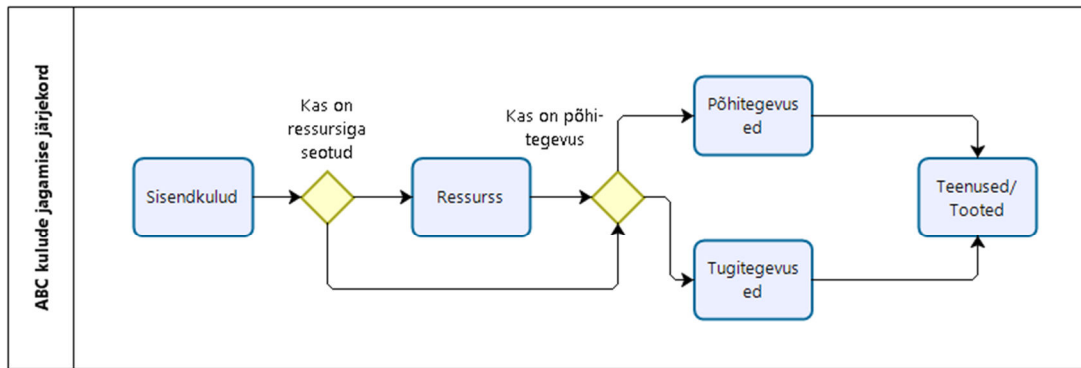 ABC kulude jagamise järjekord
Sisendkulud
Kas on
ressursiga
seotud
Ressurss
Kas on põhi-
tegevus
Põhitegevus
ed
Tugitegevus
ed
Teenused/
Tooted